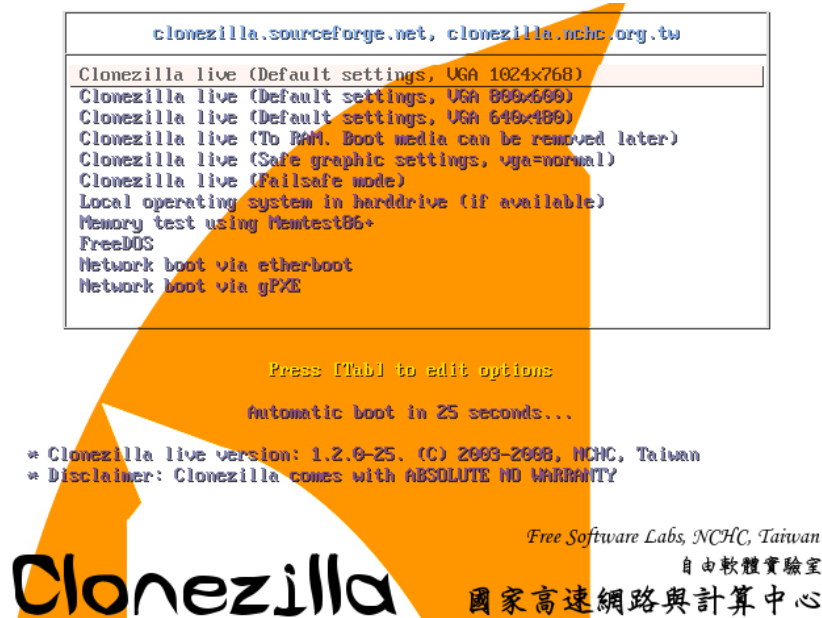 clonezilla.sourceforge.net, clonezilla.nchc.org.tw
Clonezilla live (Default settings, VGA 1024x768)
Clonezilla live (Default settings, VGA 800x600)
Clonezilla live (Default settings, VGA 640x480)
Clonezilla live (To RAM. Boot media can be removed later)
Clonezilla live (Safe graphic settings, vga=normal)
Clonezilla live (Failsafe mode)
Local operating system in harddrive (if available)
Memory test using Memtest86+
FreeDOS
Network boot via etherboot
Network boot via gPXE
Press [Tab] to edit options
Automatic boot in 25 seconds...
* Clonezilla live version: 1.2.0-25. (C) 2003-2008, NCHC, Taiwan
* Disclaimer: Clonezilla comes with ABSOLUTE NO WARRANTY
Free Software Labs, NCHC, Taiwan
自由軟體實驗室
Clonezilla 國家高速網路與計算中心